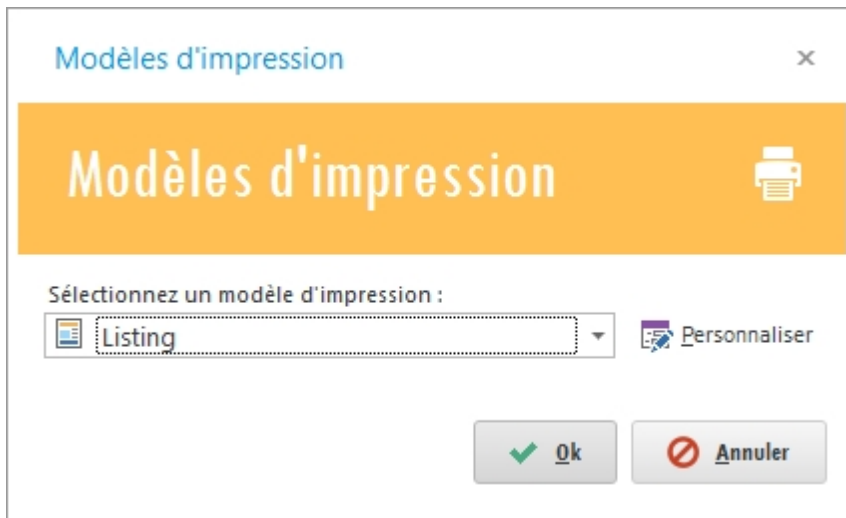 Modèles d'impression
Modèles d'impression
Sélectionnez un modèle d'impression :
Listing
Personnaliser
Ok
Annuler